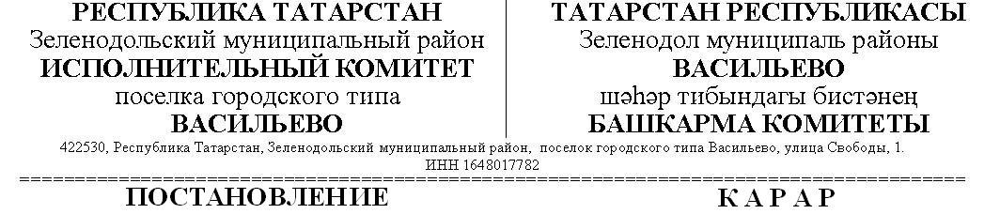 РЕСПУБЛИКА ТАТАРСТАН
Зеленодольский муниципальный район
ИСПОЛНИТЕЛЬНЫЙ КОМИТЕТ
поселка городского типа
ВАСИЛЬЕВО
ТАТАРСТАН РЕСПУБЛИКАСЫ
Зеленодол муниципаль районы
ВАСИЛЬЕВО
шәһәр тибындагы бистәнең
БАШКАРМА КОМИТЕТЫ
422530, Республика Татарстан, Зеленодольский муниципальный район, поселок городского типа Васильево, улица Свободы, 1.
ИНН 1648017782
ПОСТАНОВЛЕНИЕ
К А Р А Р